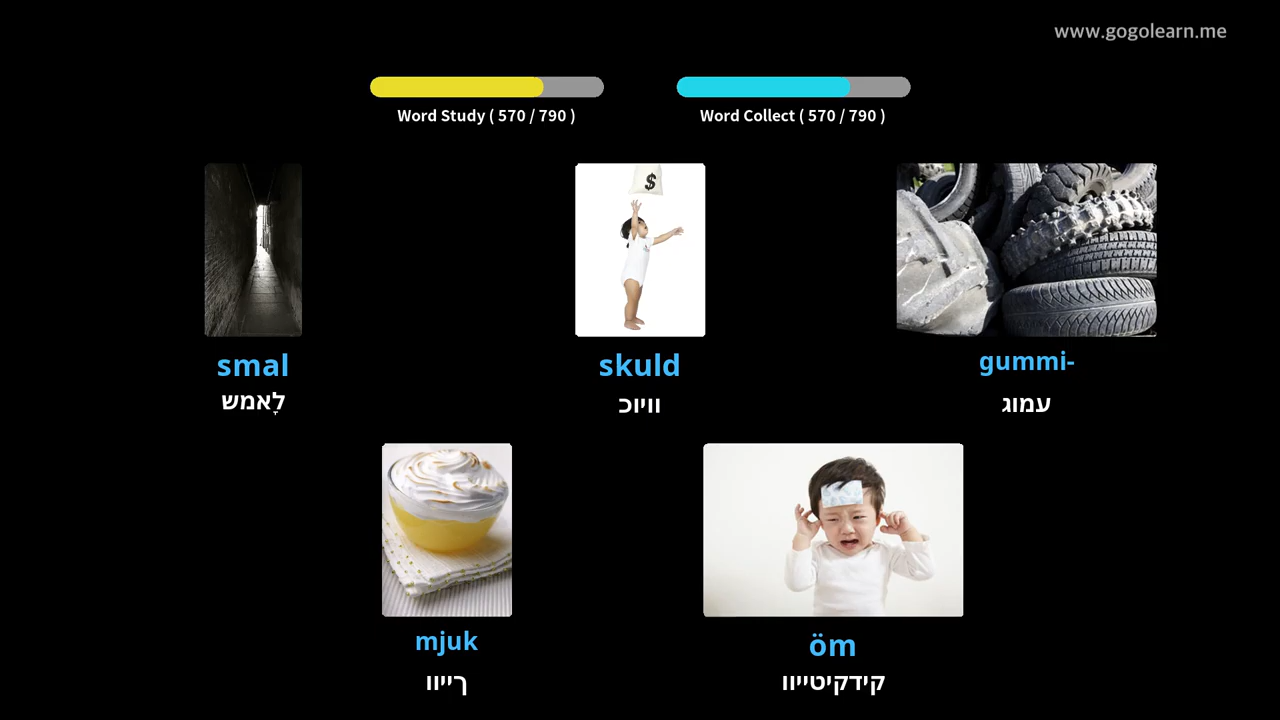 www.gogolearn.me
Word Study ( 570 / 790 )
Word Collect ( 570 / 790 )
smal
לָאמש
skuld
וויוכ
gummi-
עמוג
mjuk
ךייוו
öm
קידקיטייוו